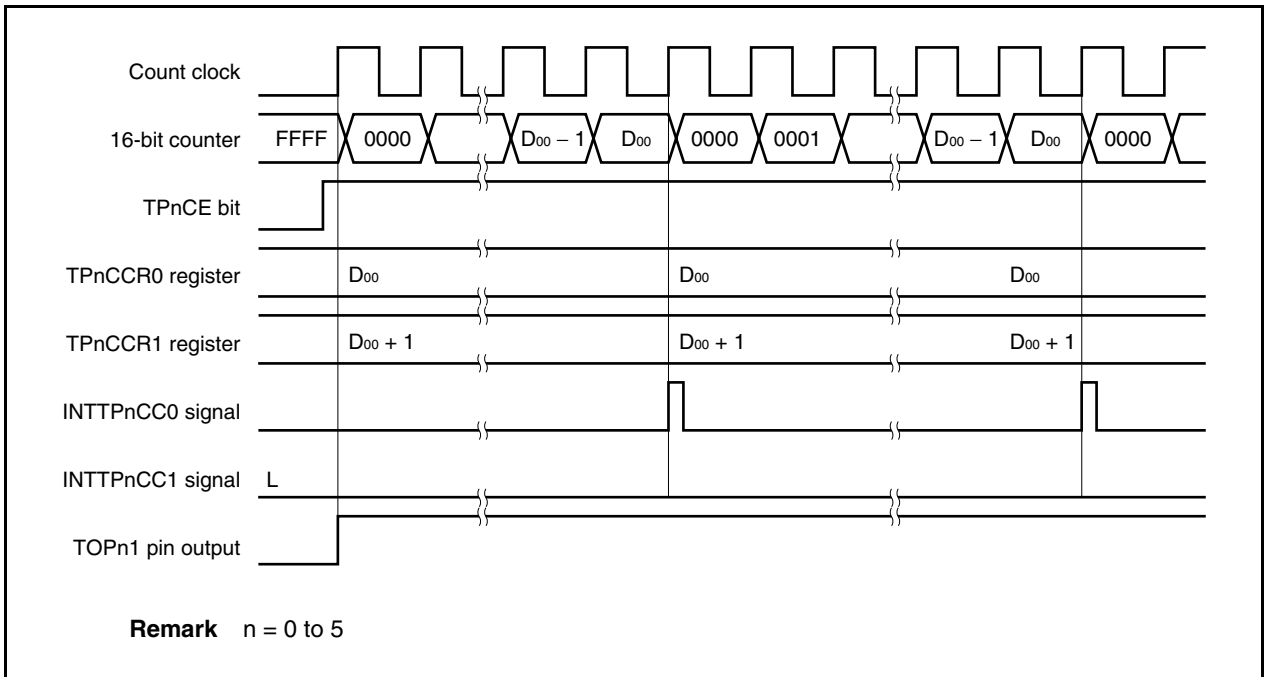 Count clock
16-bit counter FFFF 0000 D00 − 1 D00 0000 0001 D00 − 1 D00 0000
TPnCE bit
TPnCCR0 register D00 D00 D00
TPnCCR1 register D00 + 1 D00 + 1 D00 + 1
INTTPnCC0 signal
INTTPnCC1 signal L
TOPn1 pin output
Remark n = 0 to 5